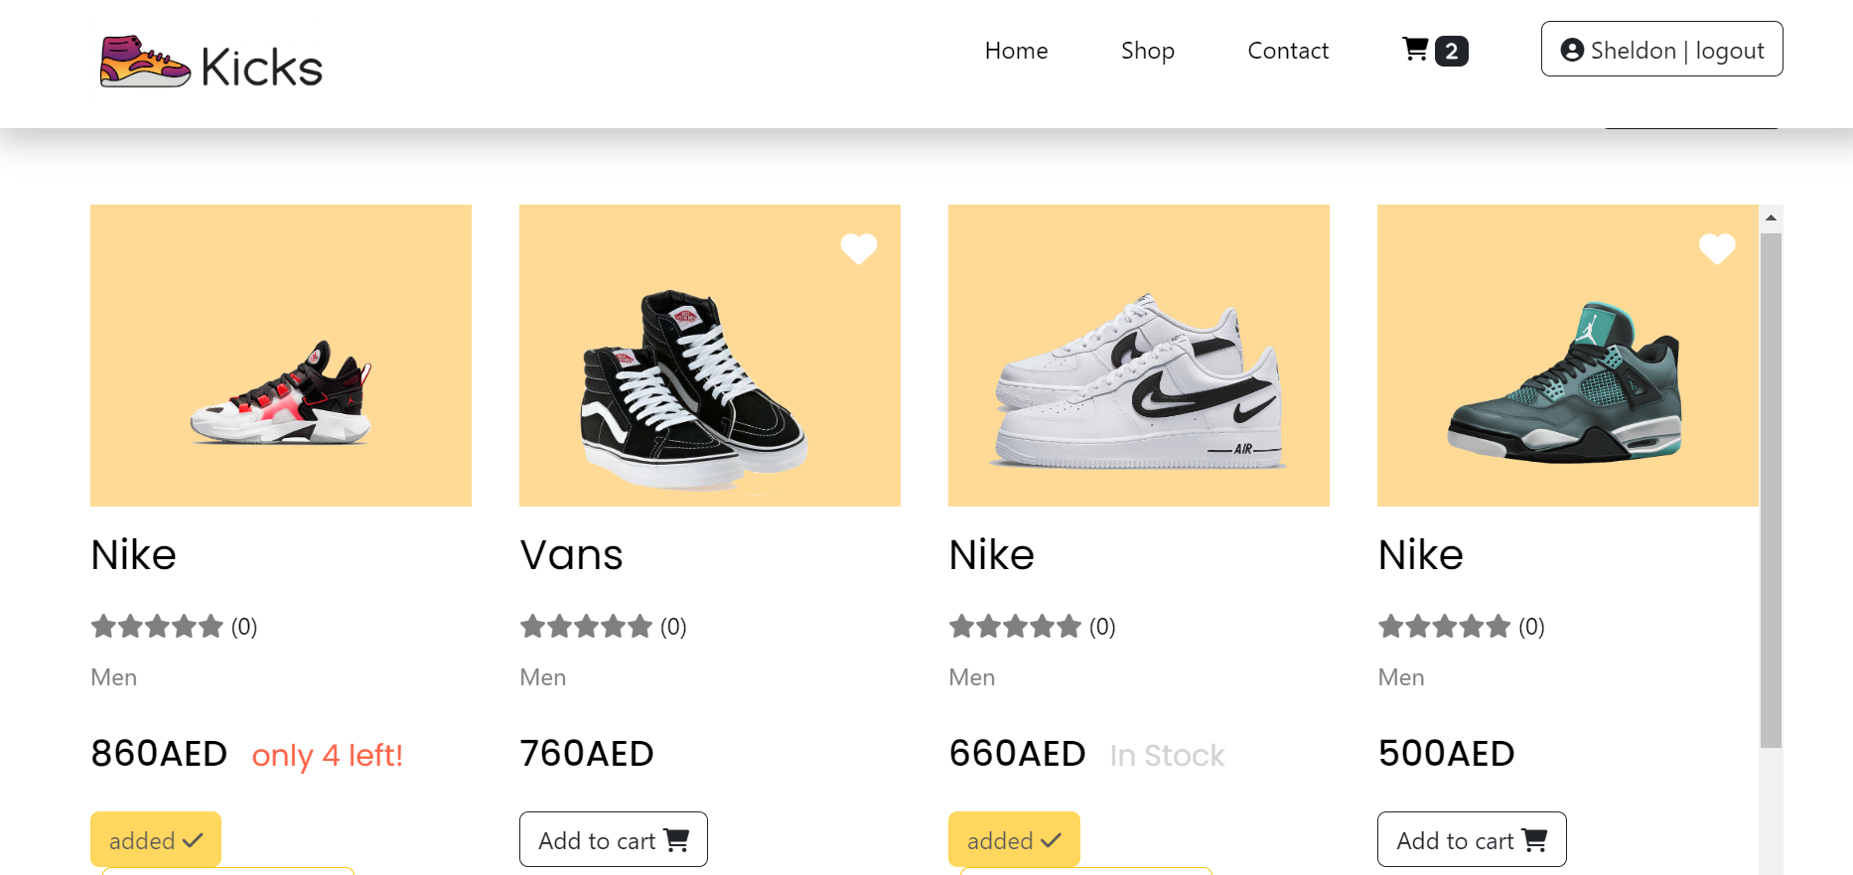 Kicks
Home
Shop
Contact
2
Sheldon | logout
AIR
Nike
Vans
Nike
Nike
(0)
(0)
(0)
(0)
Men
Men
Men
Men
860AED only 4 left!
760AED
660AED In Stock
500AED
added
Add to cart
added
Add to cart